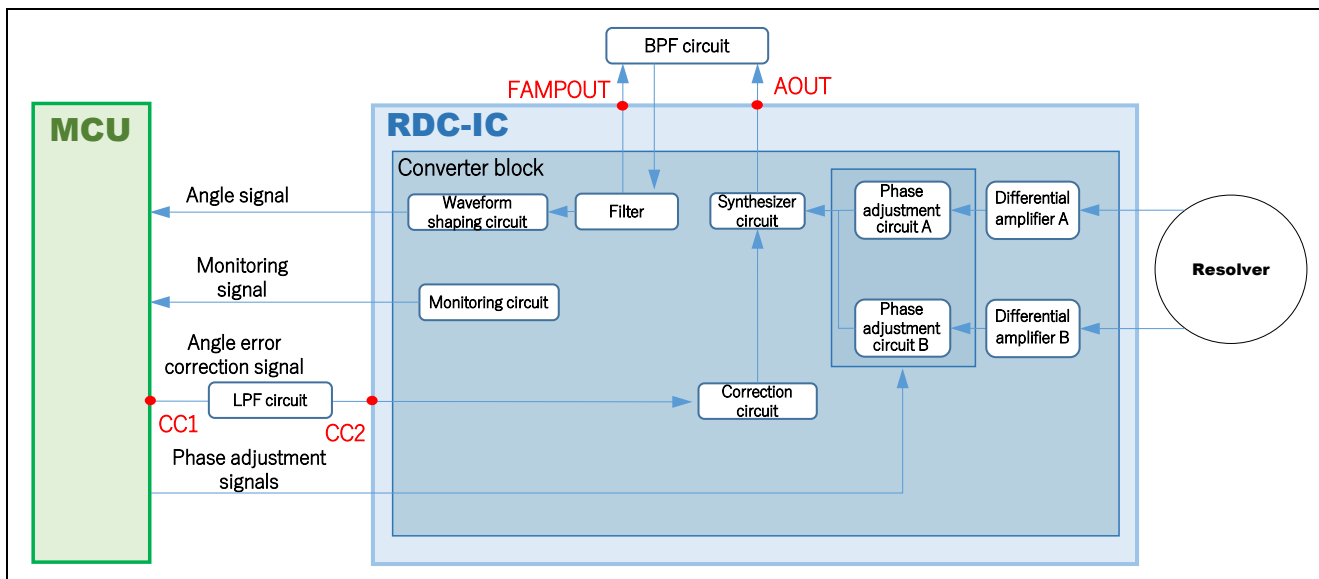 BPF circuit
FAMPOUT
AOUT
MCU
RDC-IC
Converter block
Angle signal
Waveform
shaping circuit
Filter
Synthesizer
circuit
Phase
adjustment
circuit A
Differential
amplifier A
Resolver
Monitoring
signal
Monitoring circuit
Phase
adjustment
circuit B
Differential
amplifier B
Angle error
correction signal
LPF circuit
CC1
CC2
Correction
circuit
Phase adjustment
signals